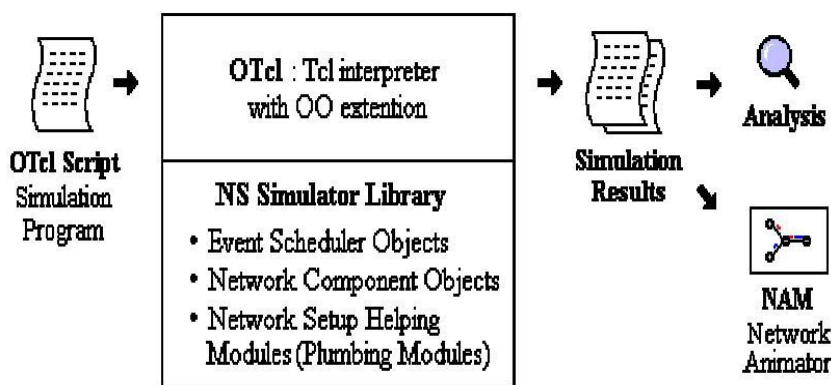 OTcl Script
Simulation
Program
OTcl : Tcl interpreter
with OO extention
NS Simulator Library
• Event Scheduler Objects
• Network Component Objects
• Network Setup Helping
Modules (Plumbing Modules)
Simulation
Results
Analysis
NAM
Network
Animator